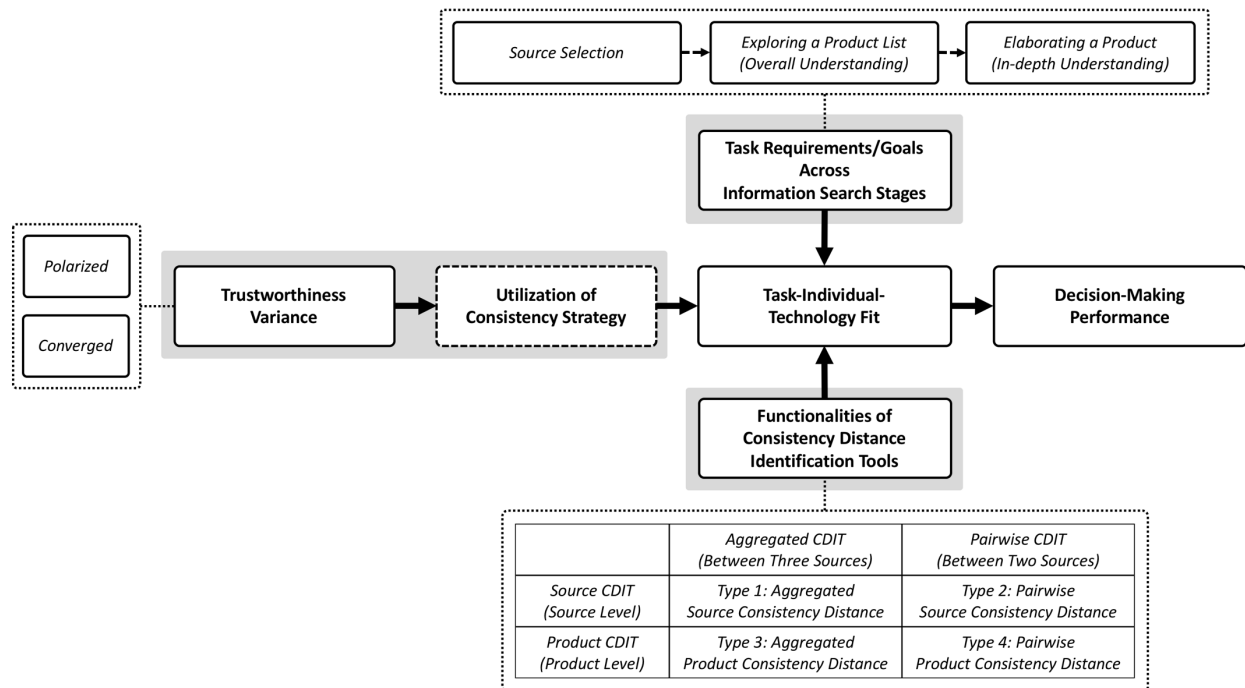 Source Selection
Exploring a Product List
(Overall Understanding)
Elaborating a Product
(In-depth Understanding)
Task Requirements/Goals
Across
Information Search Stages
Polarized
Converged
Trustworthiness
Variance
Utilization of
Consistency Strategy
Task-Individual-
Technology Fit
Decision-Making
Performance
Functionalities of
Consistency Distance
Identification Tools
Aggregated CDIT
(Between Three Sources)
Pairwise CDIT
(Between Two Sources)
Source CDIT
(Source Level)
Type 1: Aggregated
Source Consistency Distance
Type 2: Pairwise
Source Consistency Distance
Product CDIT
(Product Level)
Type 3: Aggregated
Product Consistency Distance
Type 4: Pairwise
Product Consistency Distance